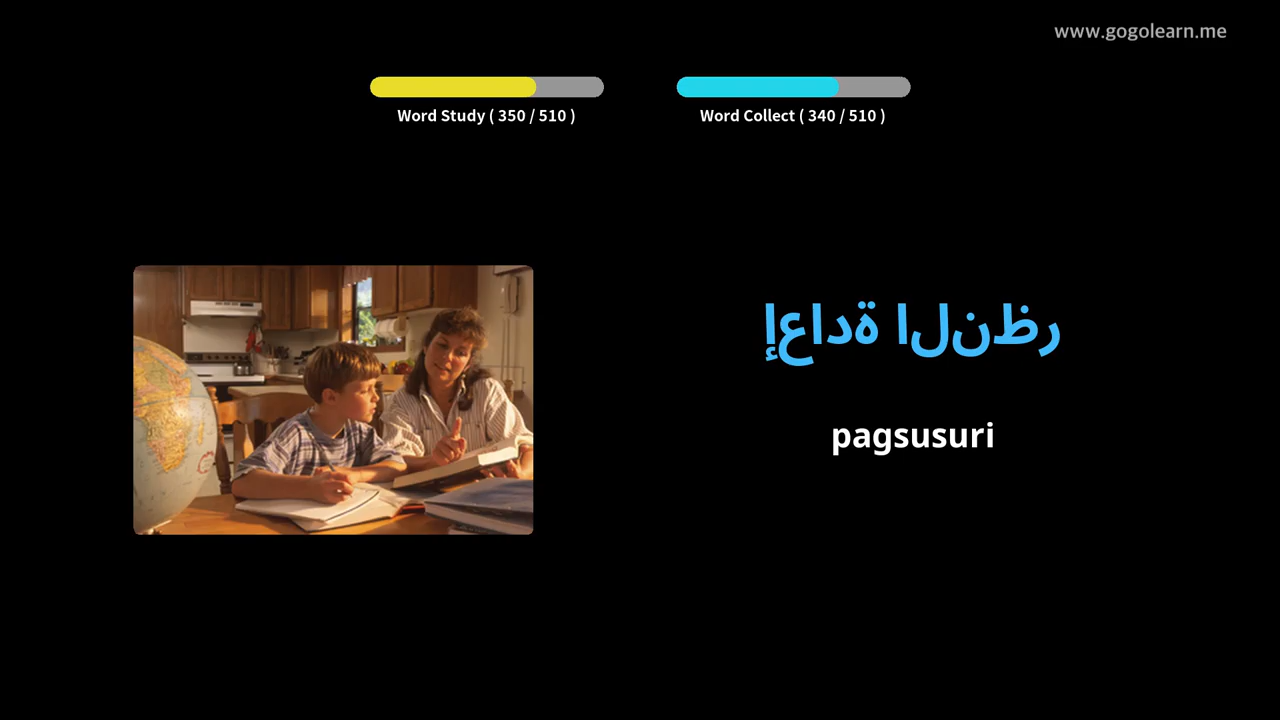 www.gogolearn.me
Word Study ( 350 / 510 )
Word Collect ( 340 / 510 )
إعادة النظر
pagsusuri